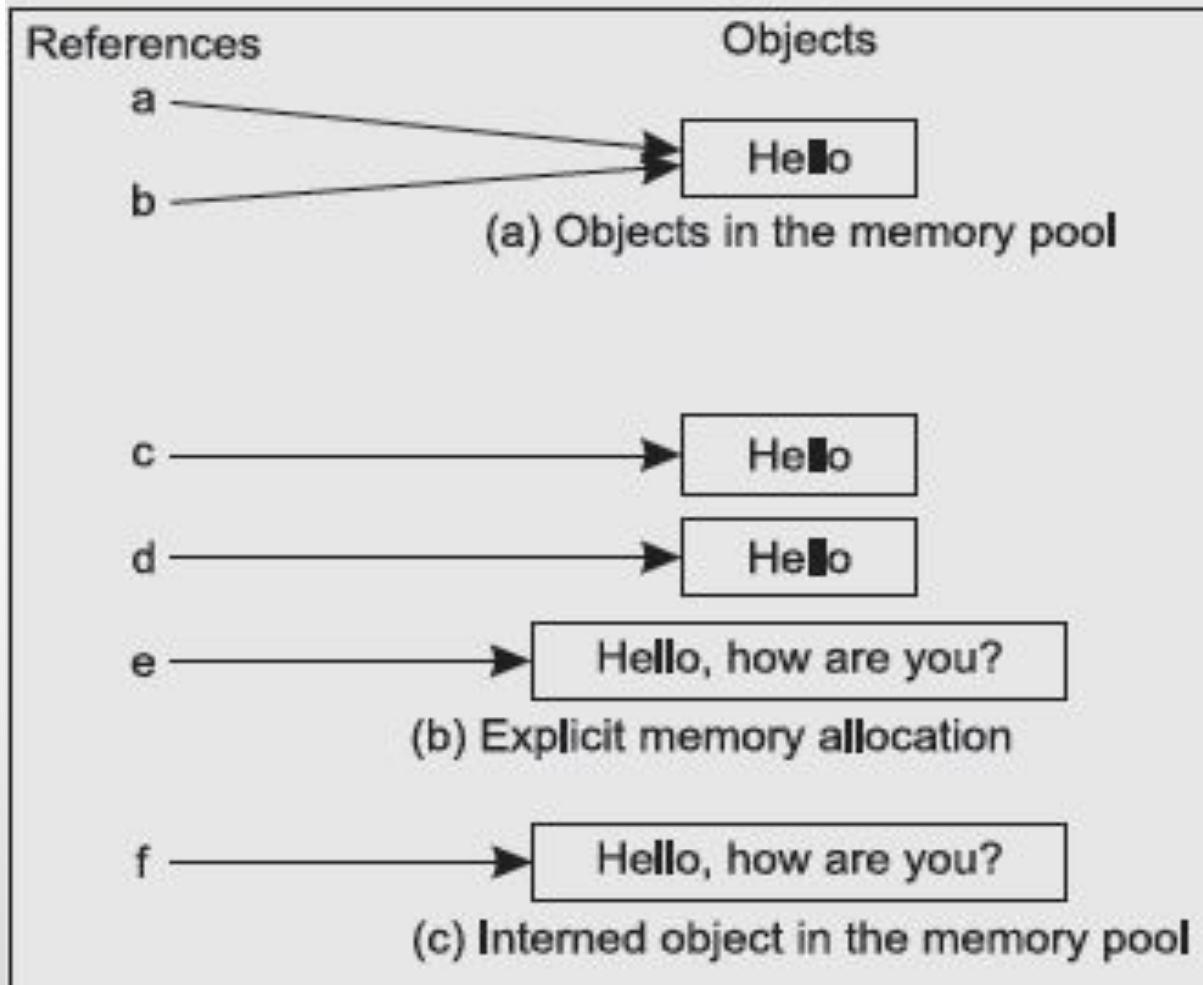 References Objects
a
Hello
b
(a) Objects in the memory pool
c Hello
d Hello
e Hello, how are you?
(b) Explicit memory allocation
f Hello, how are you?
(c) Interned object in the memory pool